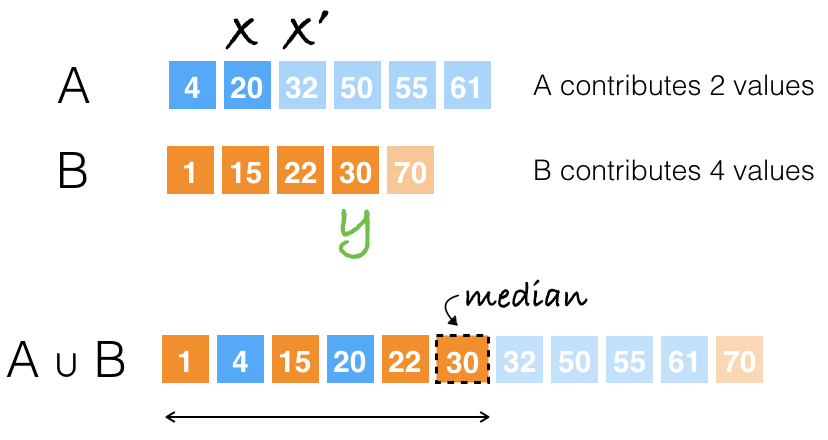 x x′
A 4 20 32 50 55 61 A contributes 2 values
B 1 15 22 30 70 B contributes 4 values
y
median
A ∪ B 1 4 15 20 22 30 32 50 55 61 70